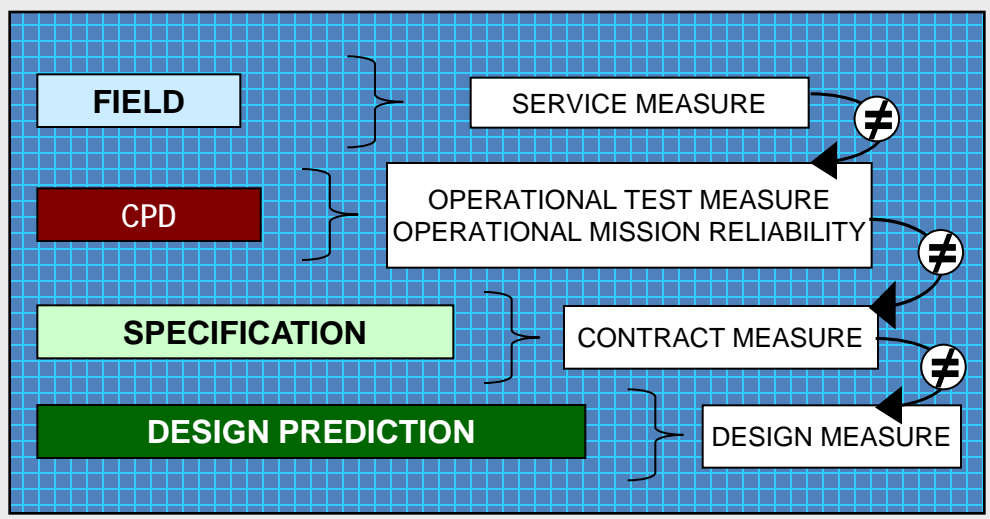 FIELD
SERVICE MEASURE
≠
CPD
OPERATIONAL TEST MEASURE
OPERATIONAL MISSION RELIABILITY
≠
SPECIFICATION
CONTRACT MEASURE
≠
DESIGN PREDICTION
DESIGN MEASURE